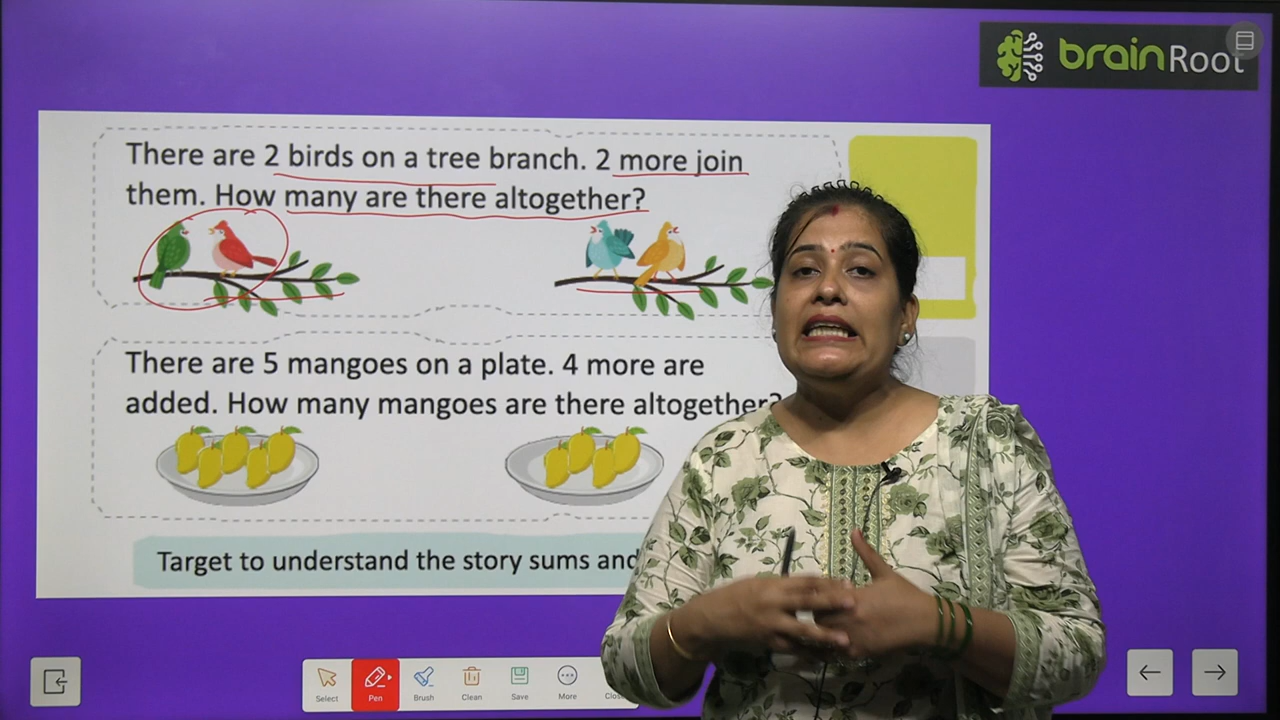 brainRoot
There are 2 birds on a tree branch. 2 more join
them. How many are there altogether?
There are 5 mangoes on a plate. 4 more are
added. How many mangoes are there altogether?
Target to understand the story sums and
Select Pen Brush Clean Save More Close